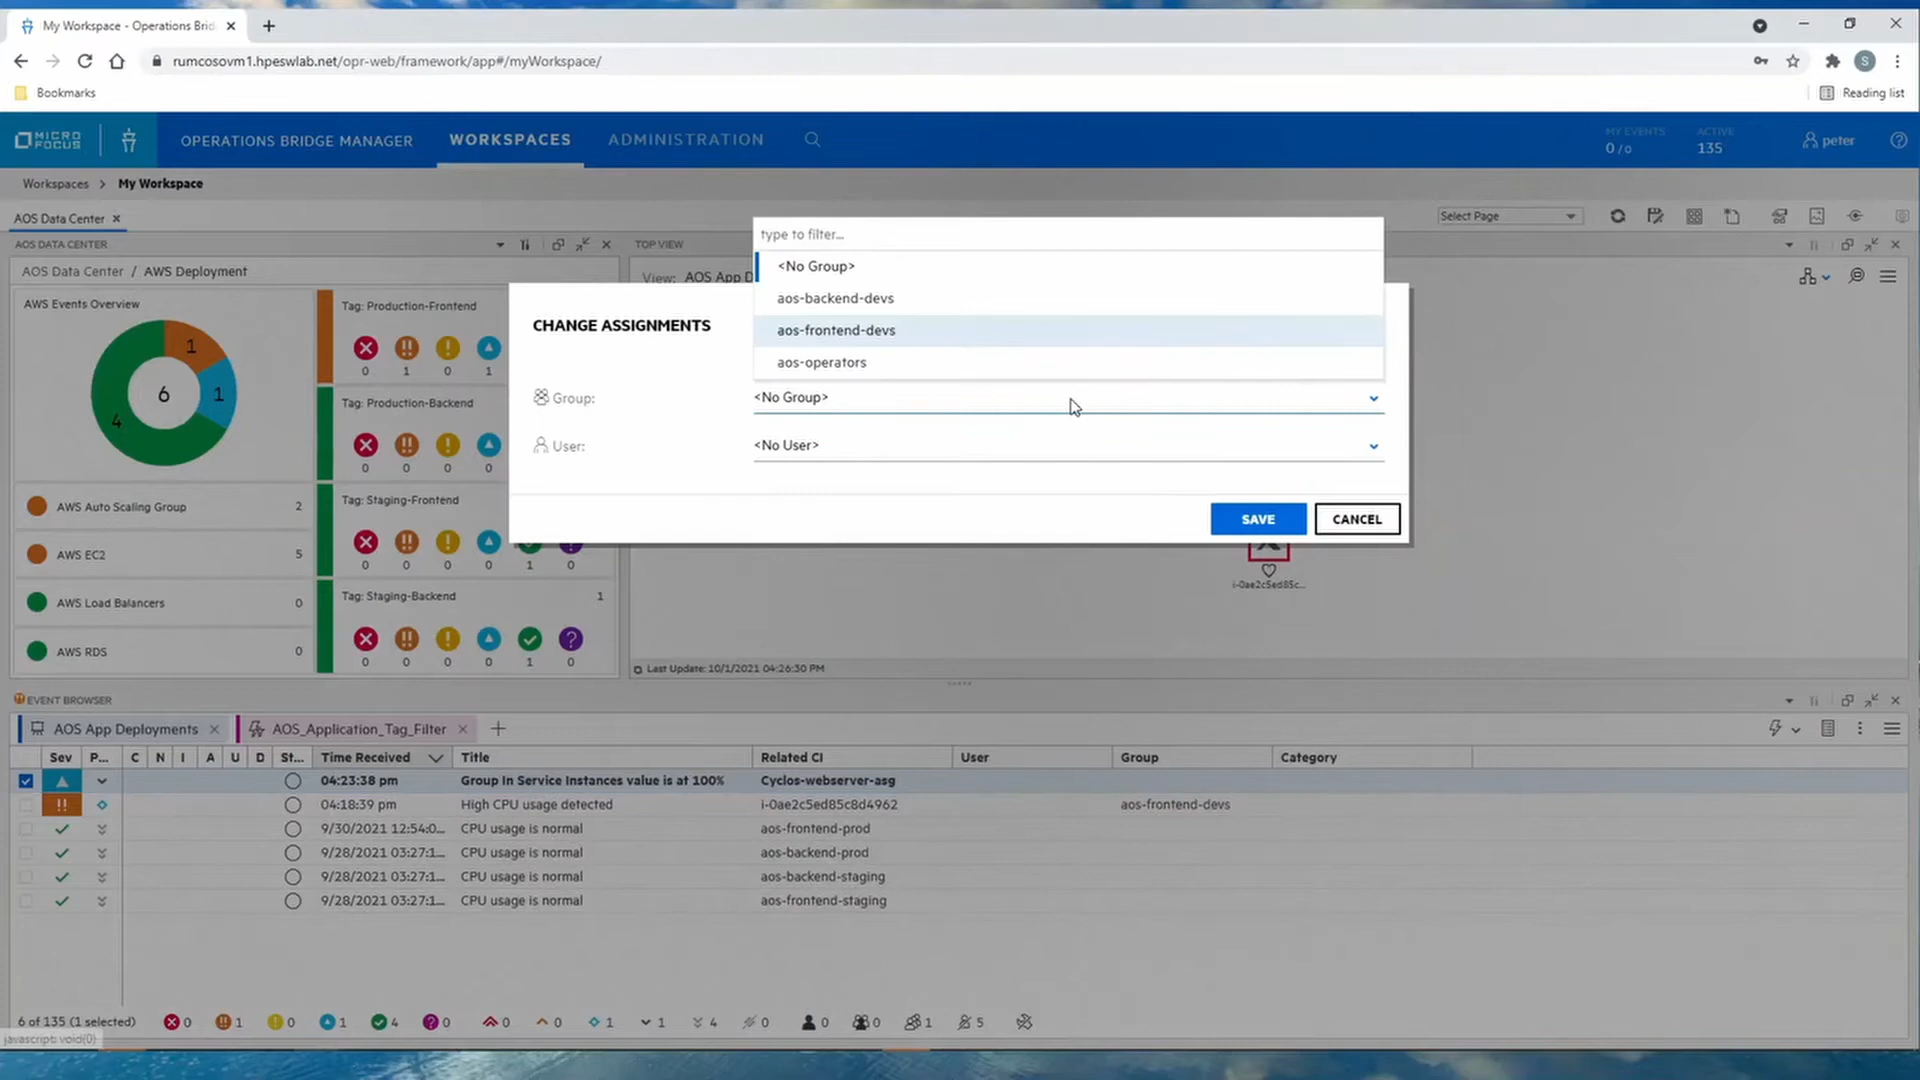 My Workspace - Operations Brid
rumcosovm1.hpeswlab.net/opr-web/framework/app#/myWorkspace/
S
Bookmarks
Reading list
MICRO FOCUS
OPERATIONS BRIDGE MANAGER
WORKSPACES
ADMINISTRATION
MY EVENTS
0 / 0
ACTIVE
135
peter
Workspaces > My Workspace
AOS Data Center
Select Page
AOS DATA CENTER
TOP VIEW
AOS Data Center / AWS Deployment
View: AOS App D
AWS Events Overview
1
6
1
4
AWS Auto Scaling Group 2
AWS EC2 5
AWS Load Balancers 0
AWS RDS 0
Tag: Production-Frontend
0 1 0 1
Tag: Production-Backend
0 0 0 0
Tag: Staging-Frontend
0 0 0 0 1 0
Tag: Staging-Backend 1
0 0 0 0 1 0
type to filter...
<No Group>
aos-backend-devs
aos-frontend-devs
aos-operators
CHANGE ASSIGNMENTS
Group: <No Group>
User: <No User>
SAVE
CANCEL
i-0ae2c5ed85c...
Last Update: 10/1/2021 04:26:30 PM
EVENT BROWSER
AOS App Deployments
AOS_Application_Tag_Filter
Sev P... C N I A U D St... Time Received Title Related CI User Group Category
04:23:38 pm Group In Service Instances value is at 100% Cyclos-webserver-asg
04:18:39 pm High CPU usage detected i-0ae2c5ed85c8d4962 aos-frontend-devs
9/30/2021 12:54:0... CPU usage is normal aos-frontend-prod
9/28/2021 03:27:1... CPU usage is normal aos-backend-prod
9/28/2021 03:27:1... CPU usage is normal aos-backend-staging
9/28/2021 03:27:1... CPU usage is normal aos-frontend-staging
6 of 135 (1 selected) 0 1 0 1 4 0 0 0 1 1 4 0 0 0 1 5
javascript: void(0)